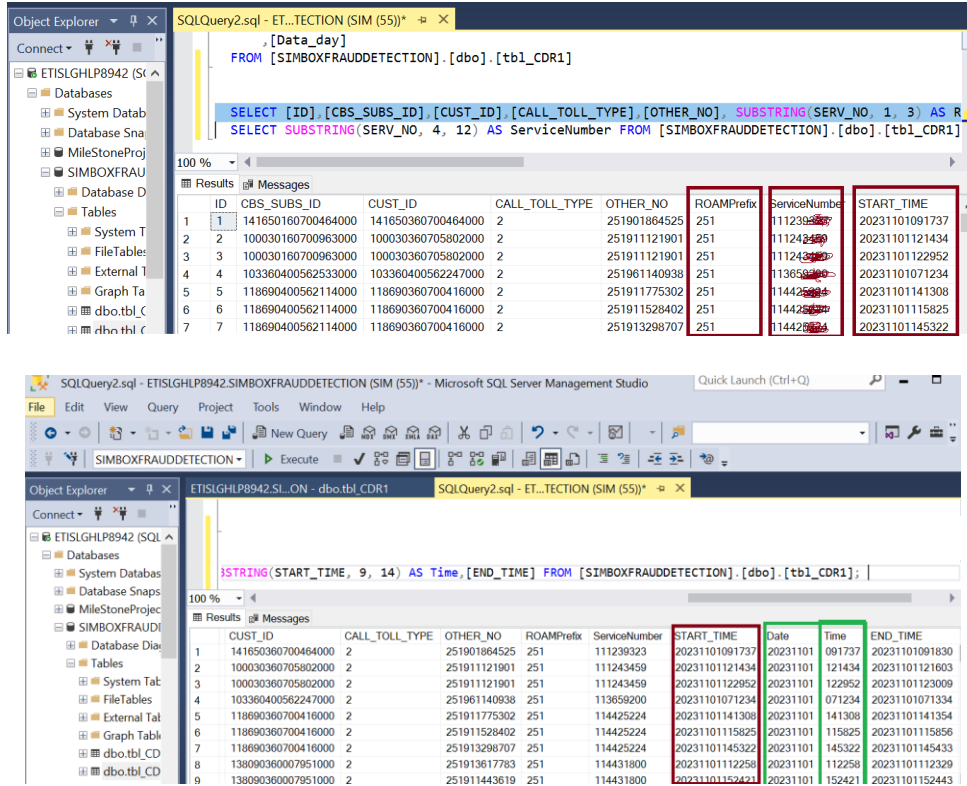 Object Explorer
SQLQuery2.sql - ET...TECTION (SIM (55))*
Connect
ETISLGHLP8942 (SC
Databases
System Datab
Database Snap
MileStoneProj
SIMBOXFRAU
Database D
Tables
System T
FileTables
External T
Graph Ta
dbo.tbl_C
dbo.tbl_C
,[Data_day]
FROM [SIMBOXFRAUDDETECTION].[dbo].[tbl_CDR1]
SELECT [ID],[CBS_SUBS_ID],[CUST_ID],[CALL_TOLL_TYPE],[OTHER_NO], SUBSTRING(SERV_NO, 1, 3) AS R
SELECT SUBSTRING(SERV_NO, 4, 12) AS ServiceNumber FROM [SIMBOXFRAUDDETECTION].[dbo].[tbl_CDR1]
100 %
Results Messages
ID CBS_SUBS_ID CUST_ID CALL_TOLL_TYPE OTHER_NO ROAMPrefix ServiceNumber START_TIME
1 1 141650160700464000 141650360700464000 2 251901864525 251 20231101091737
2 2 100030160700963000 100030360705802000 2 251911121901 251 20231101121434
3 3 100030160700963000 100030360705802000 2 251911121901 251 20231101122952
4 4 103360400562533000 103360400562247000 2 251961140938 251 20231101071234
5 5 118690400562114000 118690360700416000 2 251911775302 251 20231101141308
6 6 118690400562114000 118690360700416000 2 251911528402 251 20231101115825
7 7 118690400562114000 118690360700416000 2 251913298707 251 20231101145322
SQLQuery2.sql - ETISLGHLP8942.SIMBOXFRAUDDETECTION (SIM (55))* - Microsoft SQL Server Management Studio
Quick Launch (Ctrl+Q)
File Edit View Query Project Tools Window Help
New Query
SIMBOXFRAUDDETECTION
Execute
Object Explorer
ETISLGHLP8942.SI...ON - dbo.tbl_CDR1
SQLQuery2.sql - ET...TECTION (SIM (55))*
Connect
ETISLGHLP8942 (SQL
Databases
System Databas
Database Snaps
MileStoneProjec
SIMBOXFRAUDI
Database Diag
Tables
System Tab
FileTables
External Tab
Graph Table
dbo.tbl_CD
dbo.tbl_CD
BSTRING(START_TIME, 9, 14) AS Time,[END_TIME] FROM [SIMBOXFRAUDDETECTION].[dbo].[tbl_CDR1];
100 %
Results Messages
CUST_ID CALL_TOLL_TYPE OTHER_NO ROAMPrefix ServiceNumber START_TIME Date Time END_TIME
1 141650360700464000 2 251901864525 251 111239323 20231101091737 20231101 091737 20231101091830
2 100030360705802000 2 251911121901 251 111243459 20231101121434 20231101 121434 20231101121603
3 100030360705802000 2 251911121901 251 111243459 20231101122952 20231101 122952 20231101123009
4 103360400562247000 2 251961140938 251 113659200 20231101071234 20231101 071234 20231101071334
5 118690360700416000 2 251911775302 251 114425224 20231101141308 20231101 141308 20231101141354
6 118690360700416000 2 251911528402 251 114425224 20231101115825 20231101 115825 20231101115856
7 118690360700416000 2 251913298707 251 114425224 20231101145322 20231101 145322 20231101145433
8 138090360007951000 2 251913617783 251 114431800 20231101112258 20231101 112258 20231101112329
9 138090360007951000 2 251911443619 251 114431800 20231101152421 20231101 152421 20231101152443